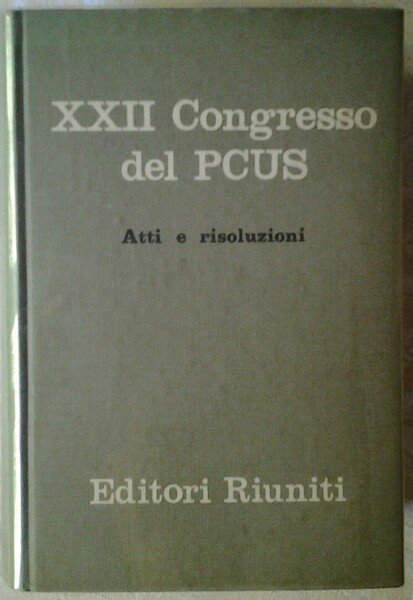 XXII Congresso
del PCUS
Atti e risoluzioni
Editori Riuniti